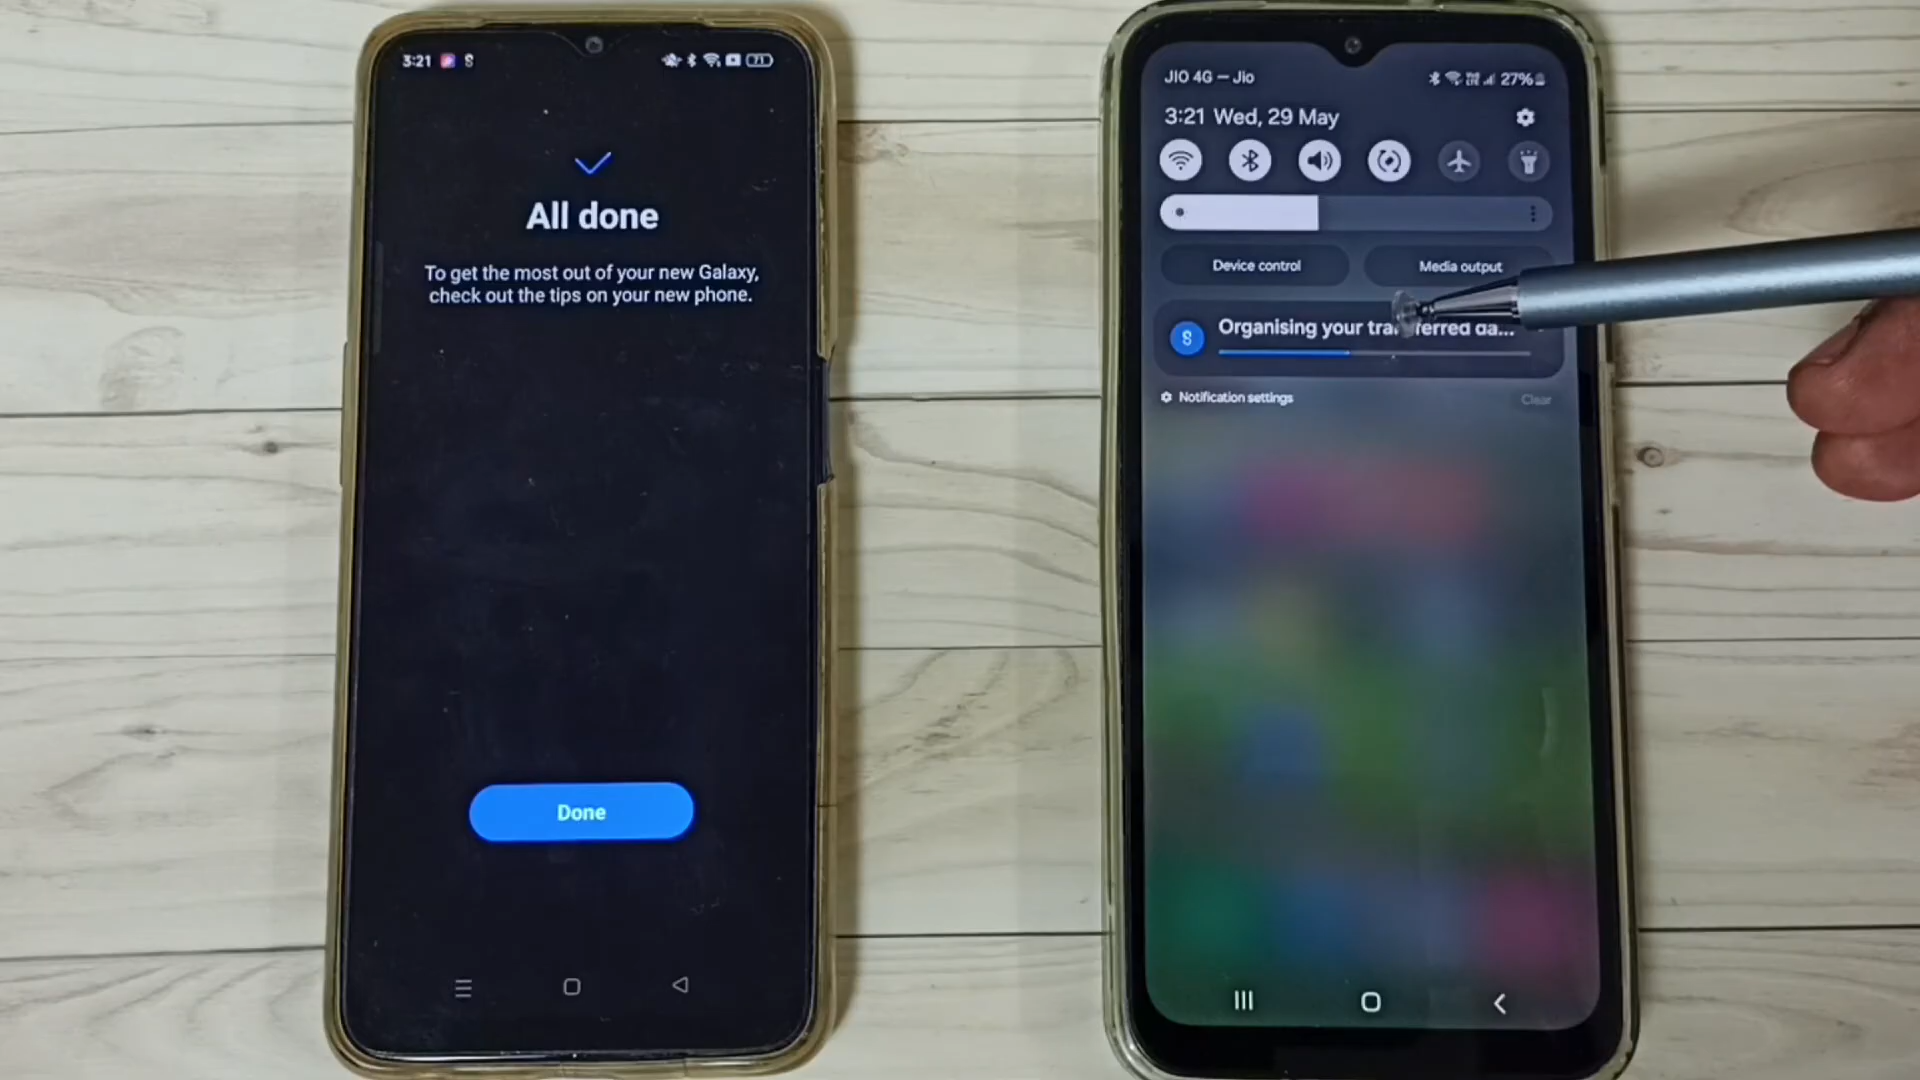 3:21
71
All done
To get the most out of your new Galaxy,
check out the tips on your new phone.
Done
JIO 4G — Jio
27%
3:21 Wed, 29 May
Device control
Media output
Organising your transferred da...
Notification settings
Clear